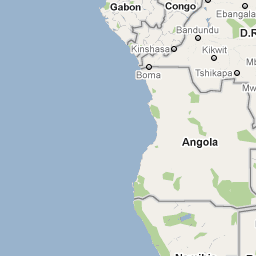 Gabon
Congo
Ebangala
Bandundu
D.R
Kinshasa
Kikwit
Boma
Tshikapa
Angola